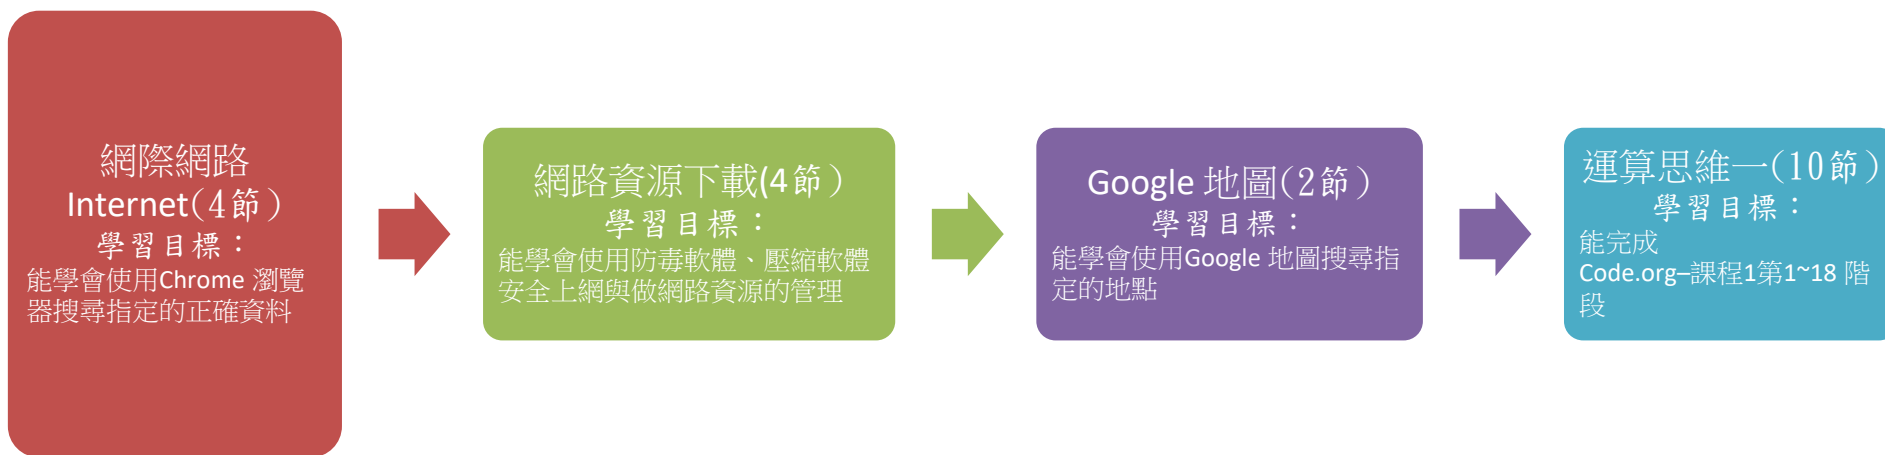 網際網路
Internet(4節)
學習目標：
能學會使用Chrome 瀏覽
器搜尋指定的正確資料
網路資源下載(4節)
學習目標：
能學會使用防毒軟體、壓縮軟體
安全上網與做網路資源的管理
Google 地圖(2節)
學習目標：
能學會使用Google 地圖搜尋指
定的地點
運算思維一(10節)
學習目標：
能完成
Code.org–課程1第1~18 階
段